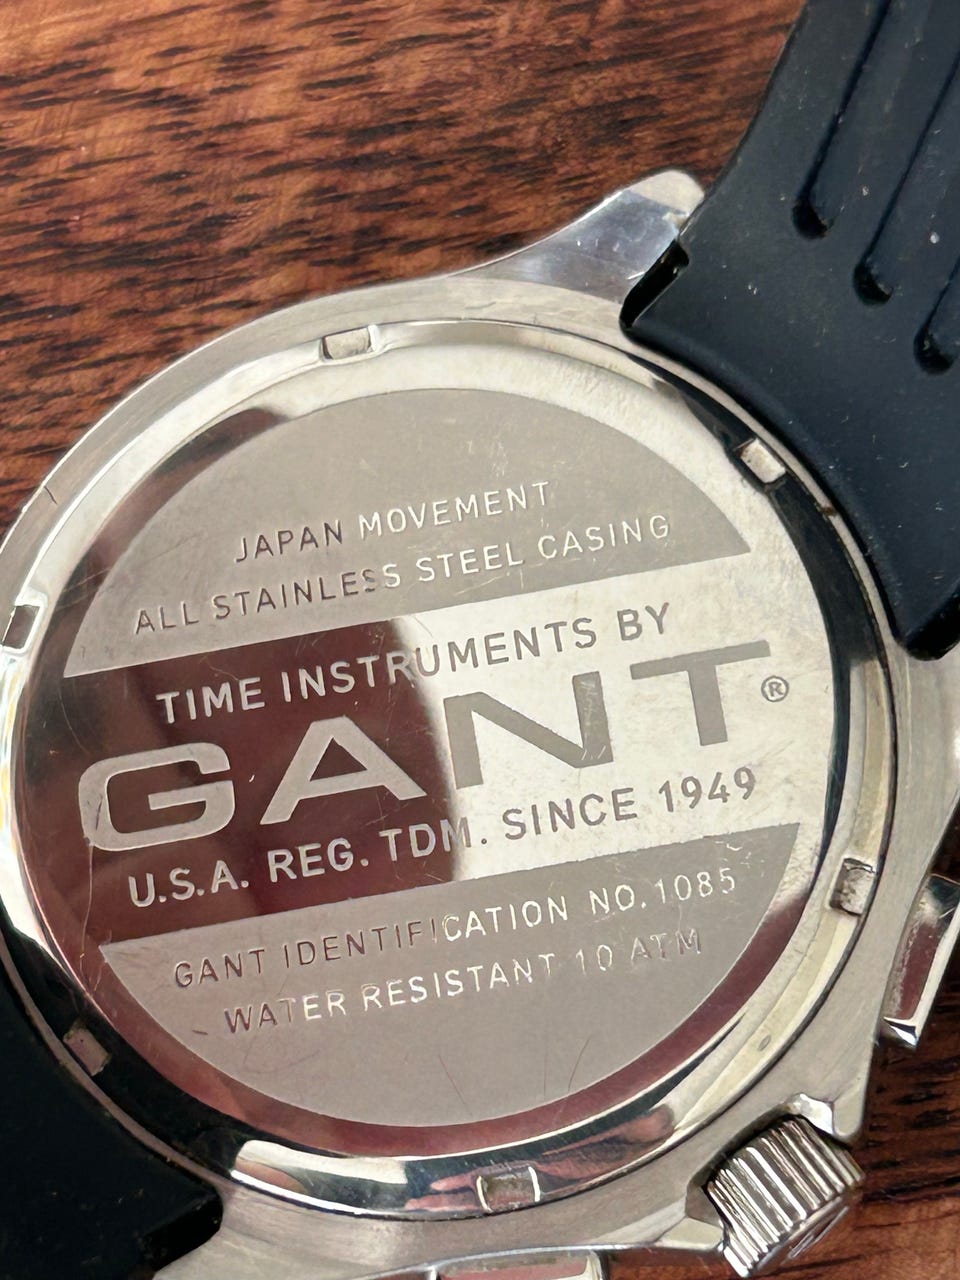 JAPAN MOVEMENT
ALL STAINLESS STEEL CASING
TIME INSTRUMENTS BY
GANT®
U.S.A. REG. TDM. SINCE 1949
GANT IDENTIFICATION NO. 1085
WATER RESISTANT 10 ATM